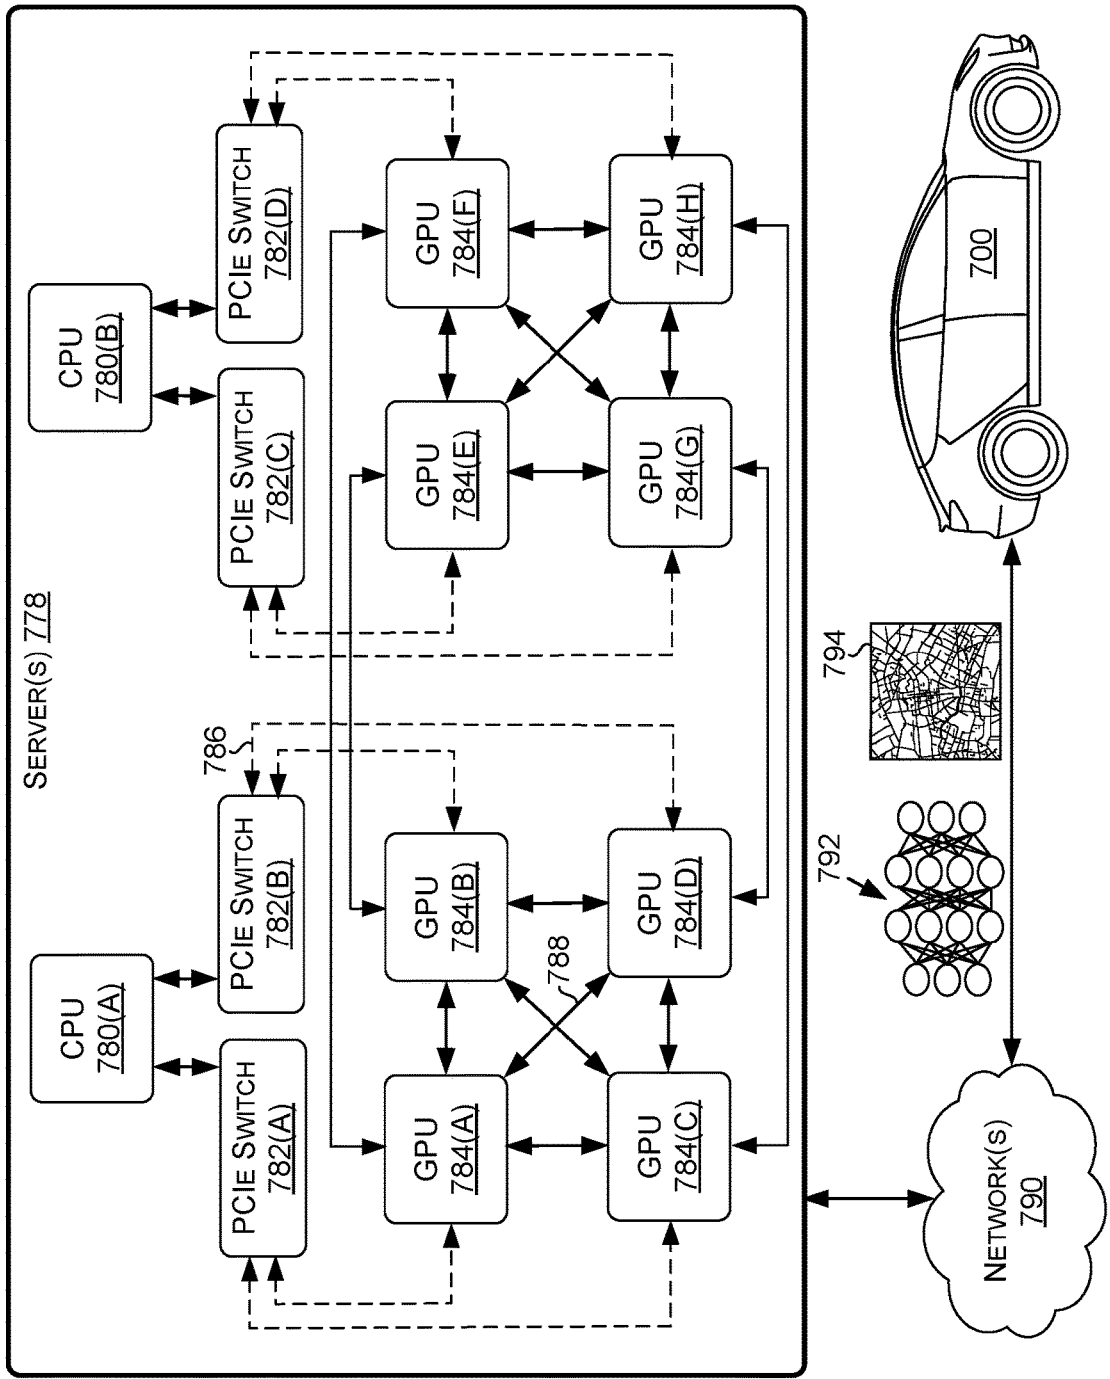 SERVER(S) 778
CPU
780(A)
CPU
780(B)
PCIE SWITCH
782(A)
PCIE SWITCH
782(B)
PCIE SWITCH
782(C)
PCIE SWITCH
782(D)
786
GPU
784(A)
GPU
784(B)
GPU
784(E)
GPU
784(F)
788
GPU
784(C)
GPU
784(D)
GPU
784(G)
GPU
784(H)
792
794
NETWORK(S)
790
700